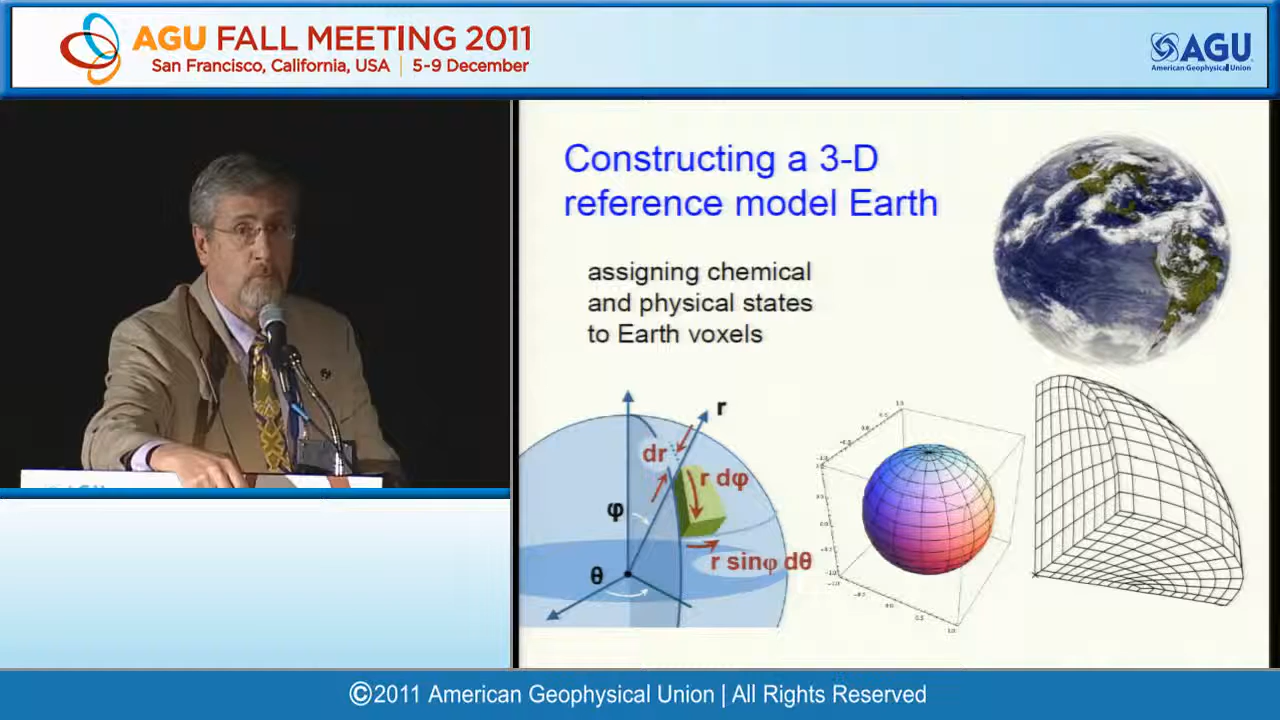 AGU FALL MEETING 2011
San Francisco, California, USA | 5-9 December
AGU
American Geophysical Union
Constructing a 3-D
reference model Earth
assigning chemical
and physical states
to Earth voxels
r
dr
r dφ
φ
θ
r sinφ dθ
©2011 American Geophysical Union | All Rights Reserved